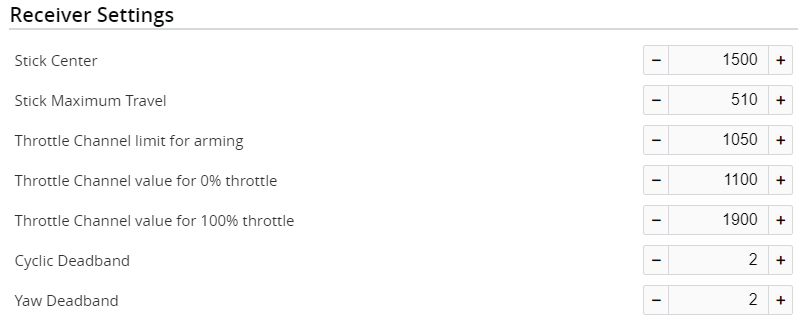 Receiver Settings
Stick Center − 1500 +
Stick Maximum Travel − 510 +
Throttle Channel limit for arming − 1050 +
Throttle Channel value for 0% throttle − 1100 +
Throttle Channel value for 100% throttle − 1900 +
Cyclic Deadband − 2 +
Yaw Deadband − 2 +